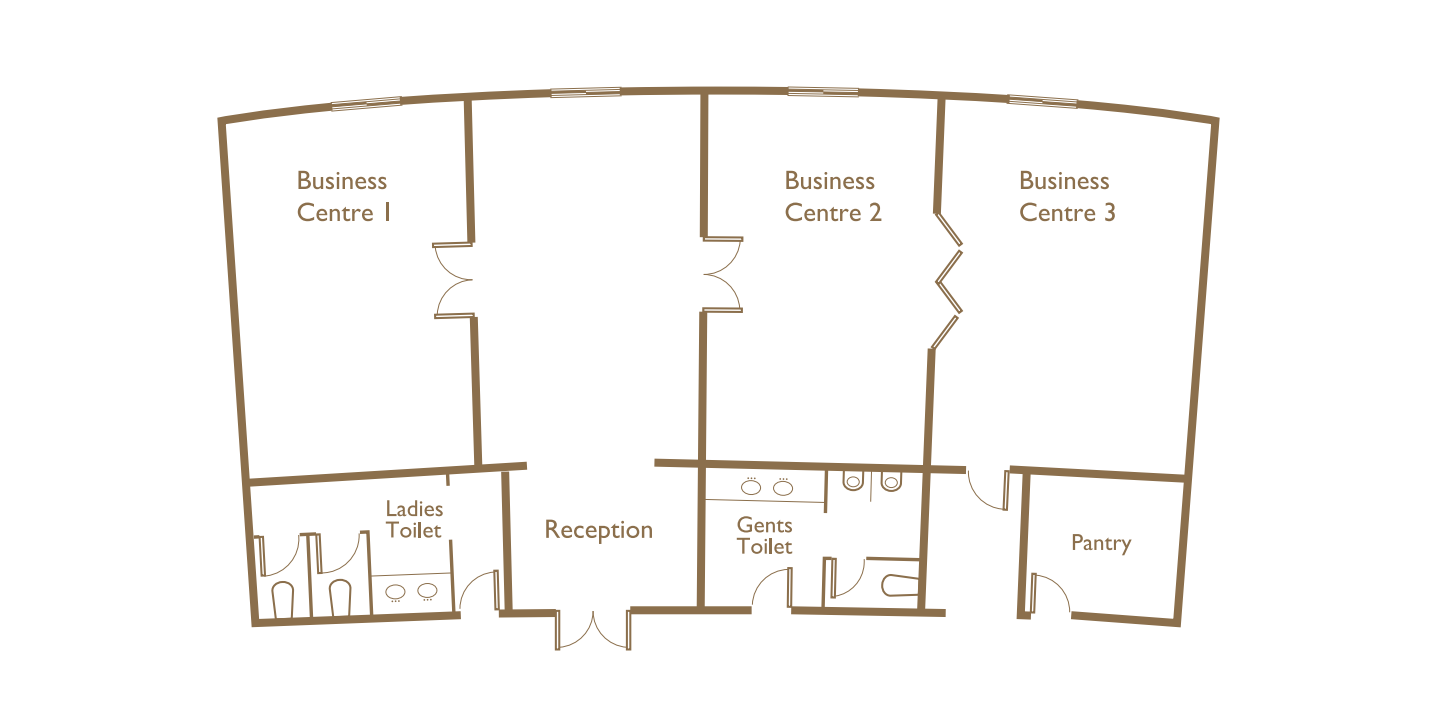 Business
Centre 1
Business
Centre 2
Business
Centre 3
Ladies
Toilet
Reception
Gents
Toilet
Pantry